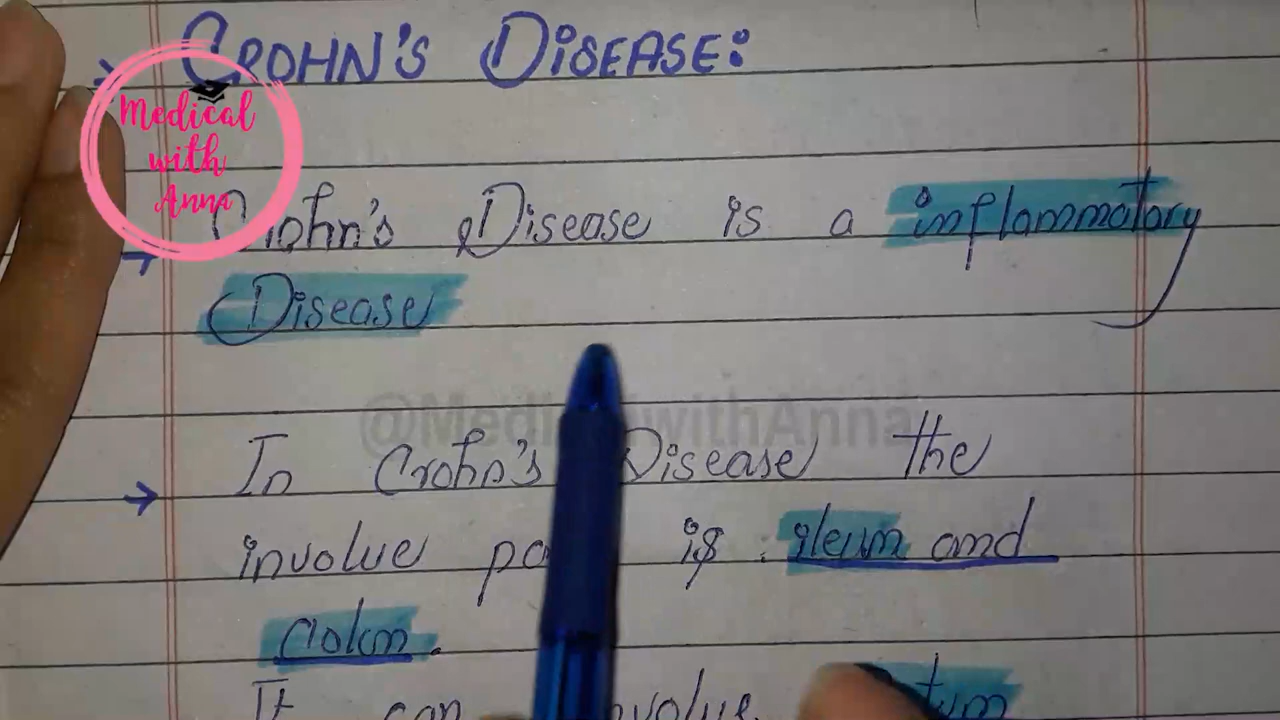 CROHN'S DISEASE:
Medical
with
Anna
Crohn's Disease is a inflammatory
Disease
In Crohn's Disease the
involve is ileum and
Colon.
It can